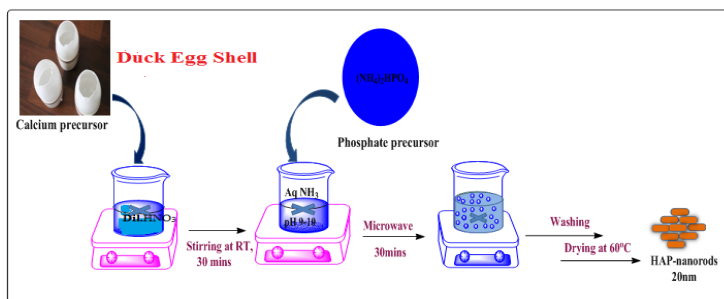 Duck Egg Shell
Calcium precursor
(NH4)2HPO4
Phosphate precursor
Dil.HNO3
Stirring at RT,
30 mins
Aq NH3
pH 9-10
Microwave
30mins
Washing
Drying at 60°C
HAP-nanorods
20nm